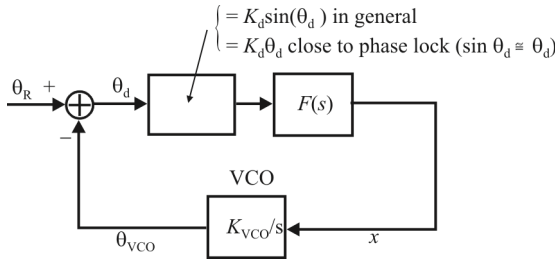 = K_d sin(θ_d) in general
= K_d θ_d close to phase lock (sin θ_d ≅ θ_d)
θ_R + θ_d
F(s)
−
VCO
K_VCO/s
θ_VCO x